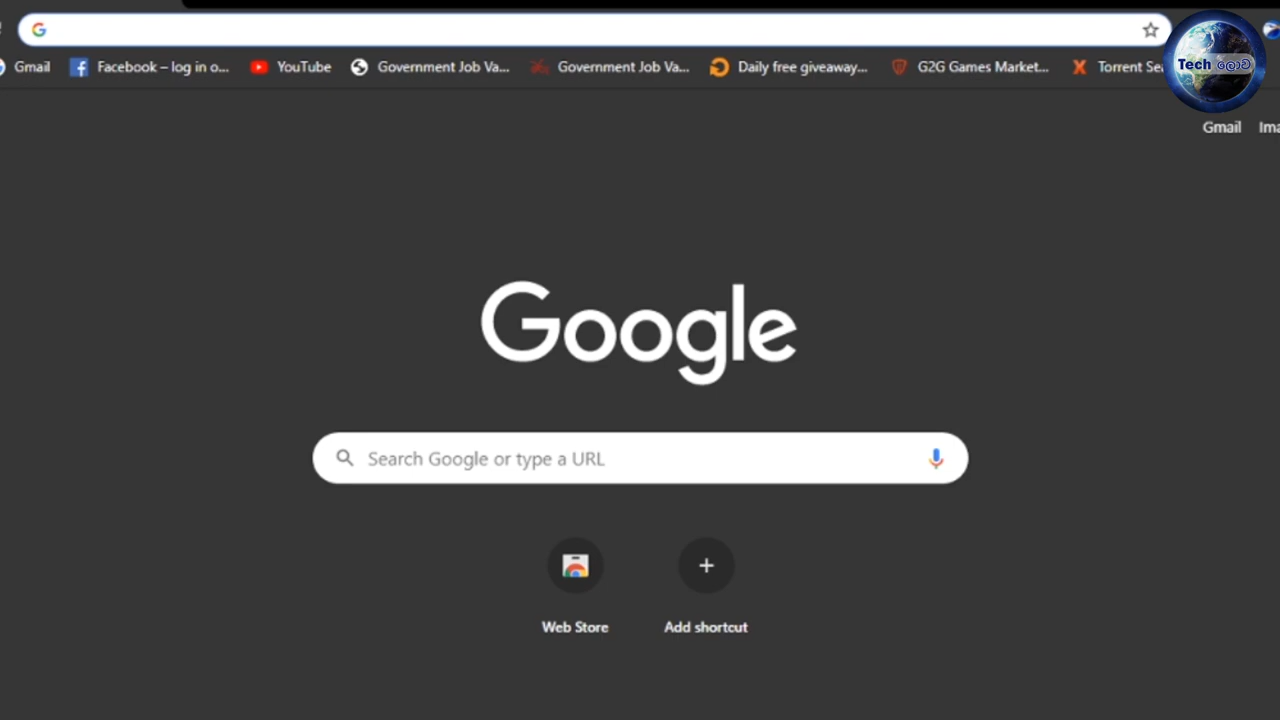 Gmail Facebook – log in o... YouTube Government Job Va... Government Job Va... Daily free giveaway... G2G Games Market... Torrent Sea
Tech ලොව
Gmail Ima
Google
Search Google or type a URL
Web Store Add shortcut